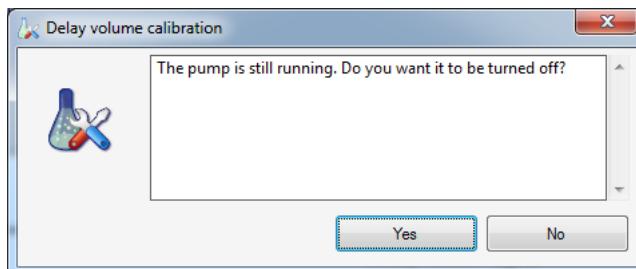 Delay volume calibration
The pump is still running. Do you want it to be turned off?
Yes
No